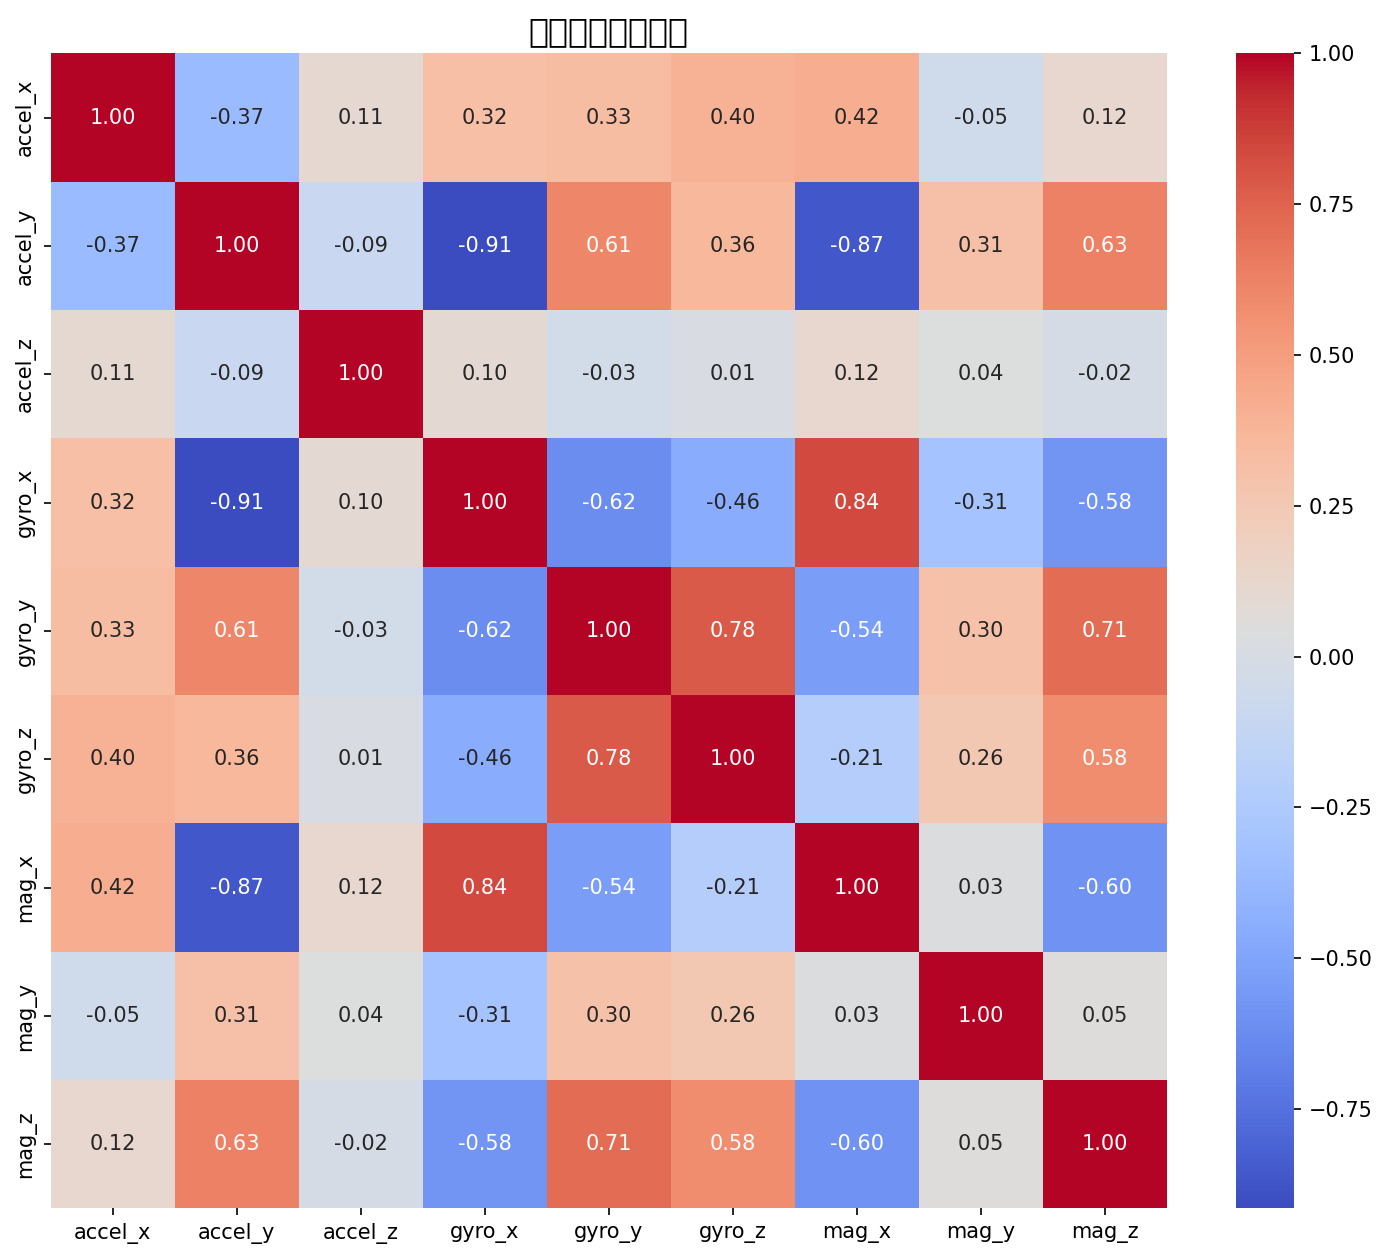 accel_x 1.00 -0.37 0.11 0.32 0.33 0.40 0.42 -0.05 0.12
accel_y -0.37 1.00 -0.09 -0.91 0.61 0.36 -0.87 0.31 0.63
accel_z 0.11 -0.09 1.00 0.10 -0.03 0.01 0.12 0.04 -0.02
gyro_x 0.32 -0.91 0.10 1.00 -0.62 -0.46 0.84 -0.31 -0.58
gyro_y 0.33 0.61 -0.03 -0.62 1.00 0.78 -0.54 0.30 0.71
gyro_z 0.40 0.36 0.01 -0.46 0.78 1.00 -0.21 0.26 0.58
mag_x 0.42 -0.87 0.12 0.84 -0.54 -0.21 1.00 0.03 -0.60
mag_y -0.05 0.31 0.04 -0.31 0.30 0.26 0.03 1.00 0.05
mag_z 0.12 0.63 -0.02 -0.58 0.71 0.58 -0.60 0.05 1.00
accel_x accel_y accel_z gyro_x gyro_y gyro_z mag_x mag_y mag_z
1.00
0.75
0.50
0.25
0.00
−0.25
−0.50
−0.75